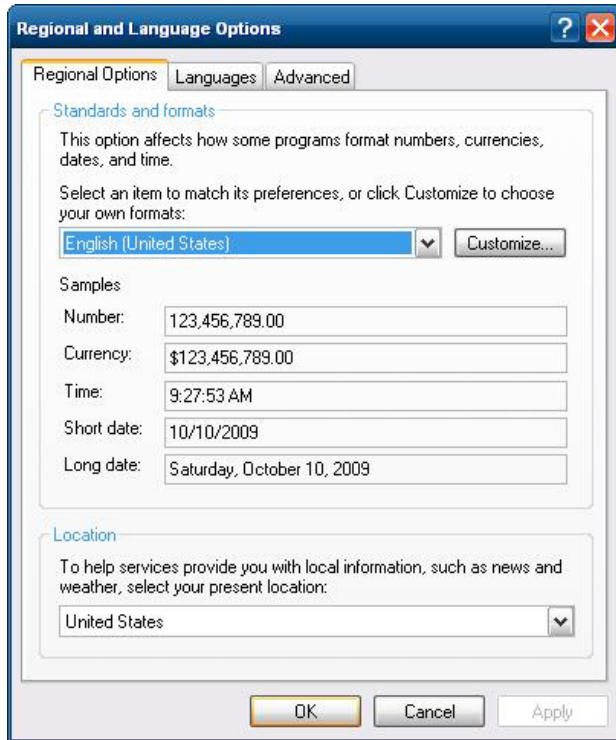 Regional and Language Options
Regional Options Languages Advanced
Standards and formats
This option affects how some programs format numbers, currencies,
dates, and time.
Select an item to match its preferences, or click Customize to choose
your own formats:
English (United States) Customize...
Samples
Number: 123,456,789.00
Currency: $123,456,789.00
Time: 9:27:53 AM
Short date: 10/10/2009
Long date: Saturday, October 10, 2009
Location
To help services provide you with local information, such as news and
weather, select your present location:
United States
OK Cancel Apply